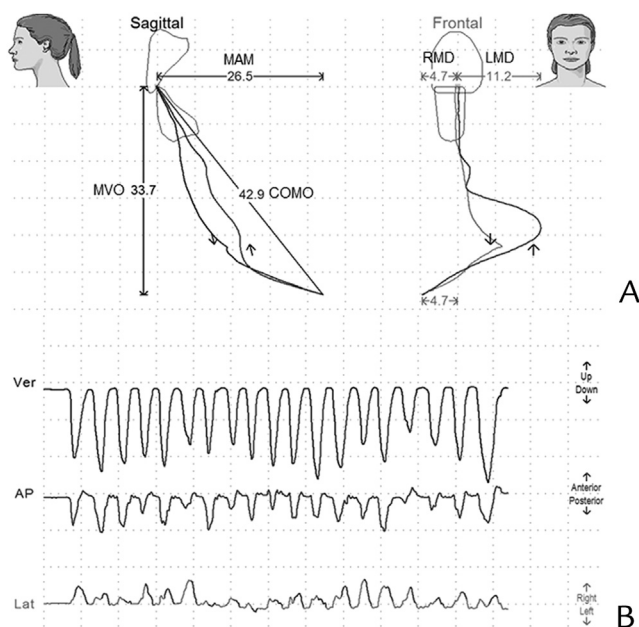 Sagittal
Frontal
MAM
26.5
RMD
LMD
4.7
11.2
MVO 33.7
42.9 COMO
4.7
A
Ver
Up
Down
AP
Anterior
Posterior
Lat
Right
Left
B